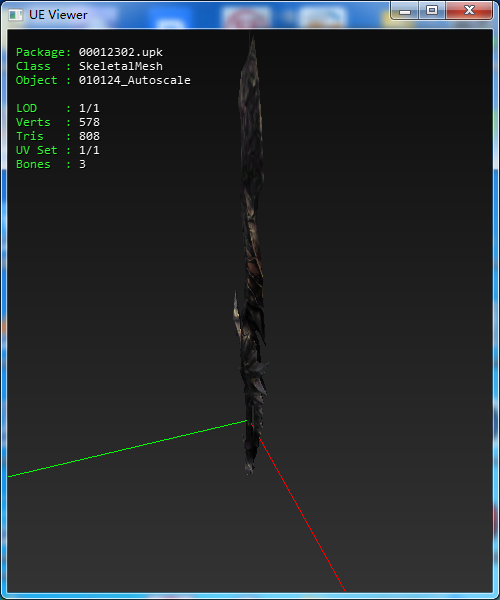 UE Viewer
Package: 00012302.upk
Class : SkeletalMesh
Object : 010124_Autoscale
LOD : 1/1
Verts : 578
Tris : 808
UV Set : 1/1
Bones : 3